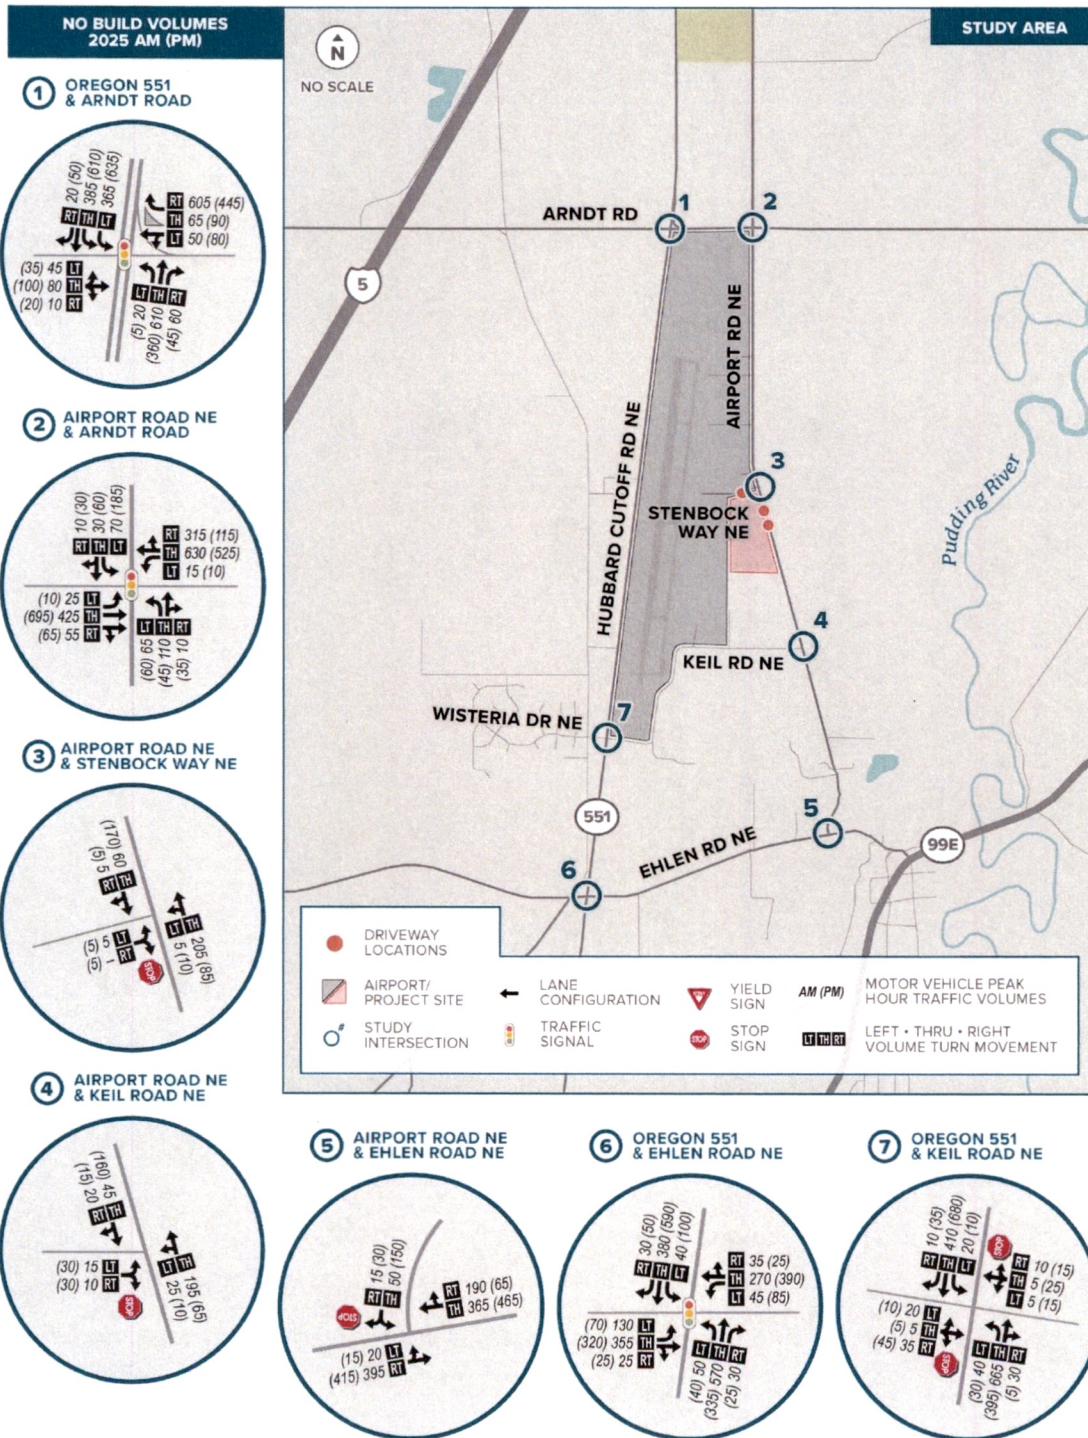 NO BUILD VOLUMES
2025 AM (PM)
STUDY AREA
N
NO SCALE
1 OREGON 551
& ARNDT ROAD
20 (50)
385 (610)
365 (635)
RT TH LT
RT 605 (445)
TH 65 (90)
LT 50 (80)
(35) 45 LT
(100) 80 TH
(20) 10 RT
LT TH RT
(5) 20
(360) 610
(45) 60
2 AIRPORT ROAD NE
& ARNDT ROAD
10 (30)
30 (60)
70 (185)
RT TH LT
RT 315 (115)
TH 630 (525)
LT 15 (10)
(10) 25 LT
(695) 425 TH
(65) 55 RT
LT TH RT
(60) 65
(45) 110
(35) 10
3 AIRPORT ROAD NE
& STENBOCK WAY NE
(170) 60
(5) 5
RT TH
LT TH
205 (85)
5 (10)
(5) 5 LT
(5) – RT
STOP
4 AIRPORT ROAD NE
& KEIL ROAD NE
(160) 45
(15) 20
RT TH
LT TH
195 (65)
25 (10)
(30) 15 LT
(30) 10 RT
STOP
ARNDT RD
1
2
5
AIRPORT RD NE
HUBBARD CUTOFF RD NE
3
STENBOCK
WAY NE
Pudding River
4
KEIL RD NE
WISTERIA DR NE
7
551
5
EHLEN RD NE
99E
6
DRIVEWAY
LOCATIONS
AIRPORT/
PROJECT SITE
LANE
CONFIGURATION
YIELD
SIGN
AM (PM)
MOTOR VEHICLE PEAK
HOUR TRAFFIC VOLUMES
#
STUDY
INTERSECTION
TRAFFIC
SIGNAL
STOP
STOP
SIGN
LT TH RT
LEFT • THRU • RIGHT
VOLUME TURN MOVEMENT
5 AIRPORT ROAD NE
& EHLEN ROAD NE
15 (30)
50 (150)
RT TH
STOP
RT 190 (65)
TH 365 (465)
(15) 20 LT
(415) 395 RT
6 OREGON 551
& EHLEN ROAD NE
30 (50)
380 (590)
40 (100)
RT TH LT
RT 35 (25)
TH 270 (390)
LT 45 (85)
(70) 130 LT
(320) 355 TH
(25) 25 RT
LT TH RT
(40) 50
(335) 570
(25) 30
7 OREGON 551
& KEIL ROAD NE
10 (35)
410 (680)
20 (10)
RT TH LT
STOP
RT 10 (15)
TH 5 (25)
LT 5 (15)
(10) 20 LT
(5) 5 TH
(45) 35 RT
STOP
LT TH RT
(30) 40
(395) 665
(5) 30